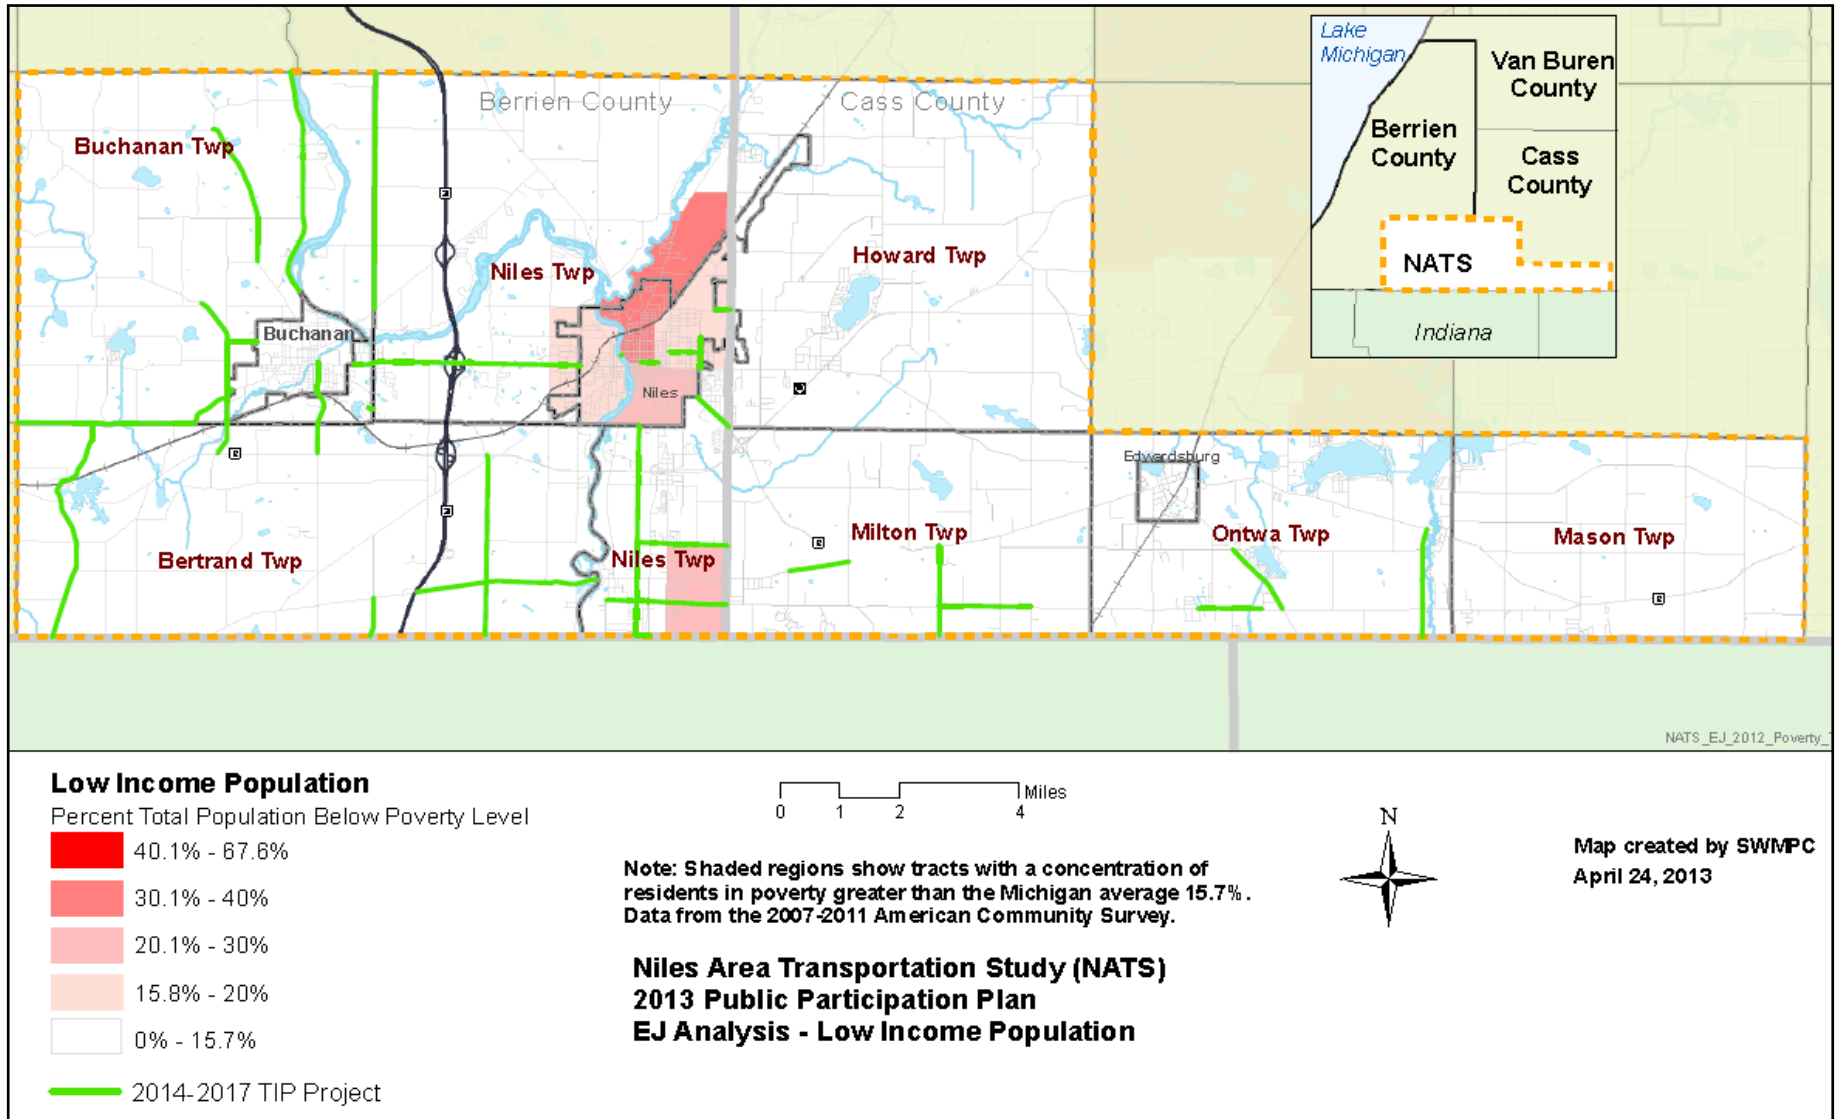 Berrien County
Cass County
Buchanan Twp
Niles Twp
Howard Twp
Buchanan
Niles
Edwardsburg
Bertrand Twp
Niles Twp
Milton Twp
Ontwa Twp
Mason Twp
Lake
Michigan
Van Buren
County
Berrien
County
Cass
County
NATS
Indiana
NATS_EJ_2012_Poverty_
Low Income Population
Percent Total Population Below Poverty Level
40.1% - 67.6%
30.1% - 40%
20.1% - 30%
15.8% - 20%
0% - 15.7%
2014-2017 TIP Project
Miles
0 1 2 4
Note: Shaded regions show tracts with a concentration of
residents in poverty greater than the Michigan average 15.7%.
Data from the 2007-2011 American Community Survey.
Niles Area Transportation Study (NATS)
2013 Public Participation Plan
EJ Analysis - Low Income Population
N
Map created by SWMPC
April 24, 2013